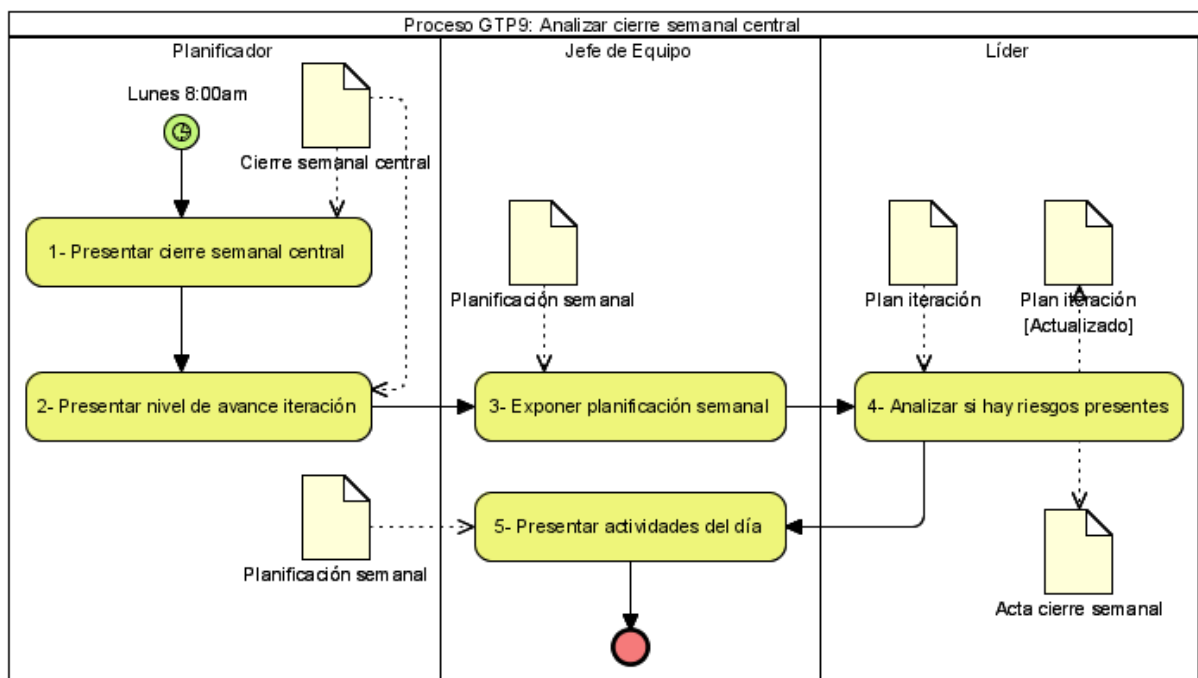 Proceso GTP9: Analizar cierre semanal central
Planificador
Jefe de Equipo
Líder
Lunes 8:00am
Cierre semanal central
1- Presentar cierre semanal central
Planificación semanal
Plan iteración
Plan iteración
[Actualizado]
2- Presentar nivel de avance iteración
3- Exponer planificación semanal
4- Analizar si hay riesgos presentes
5- Presentar actividades del día
Planificación semanal
Acta cierre semanal